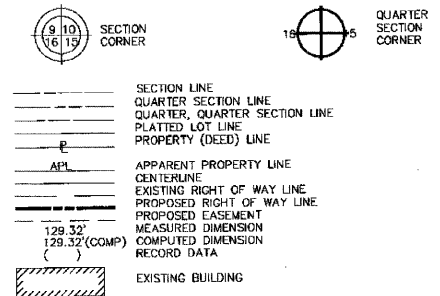 9 10 SECTION
16 15 CORNER
QUARTER
16 SECTION
CORNER
SECTION LINE
QUARTER SECTION LINE
QUARTER, QUARTER SECTION LINE
PLATTED LOT LINE
PROPERTY (DEED) LINE
APL APPARENT PROPERTY LINE
CENTERLINE
EXISTING RIGHT OF WAY LINE
PROPOSED RIGHT OF WAY LINE
PROPOSED EASEMENT
129.32' MEASURED DIMENSION
129.32'(COMP) COMPUTED DIMENSION
( ) RECORD DATA
EXISTING BUILDING